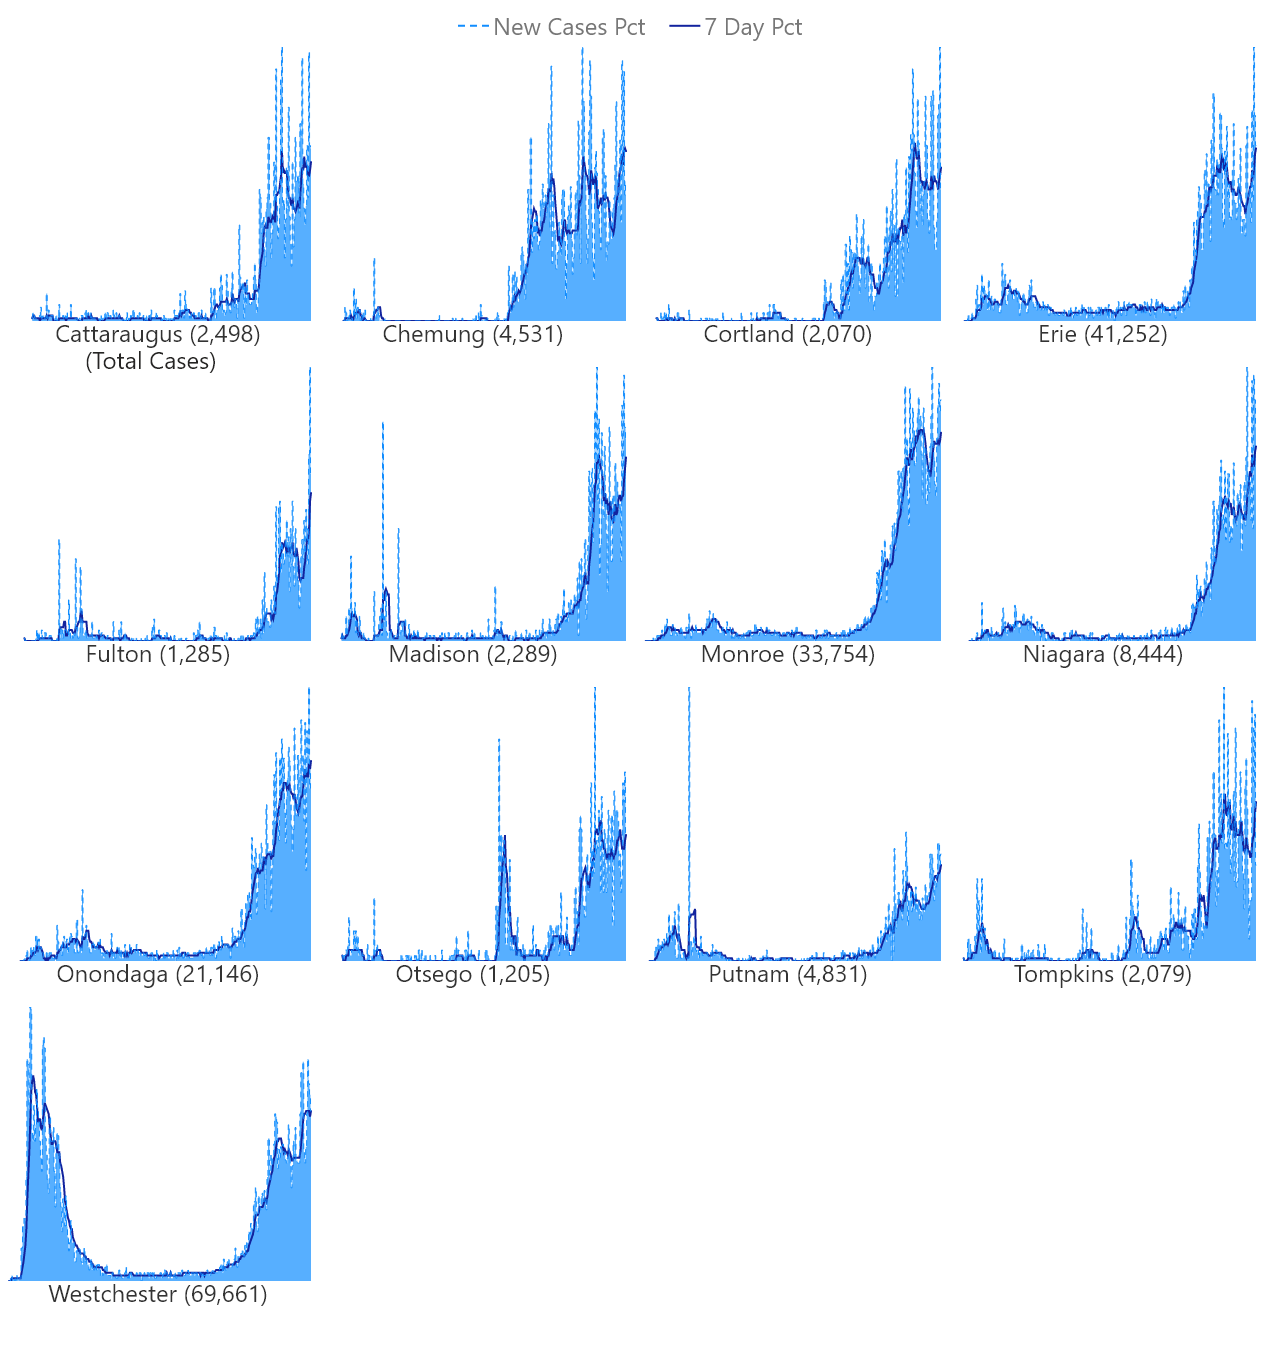 New Cases Pct 7 Day Pct
Cattaraugus (2,498)
(Total Cases)
Chemung (4,531)
Cortland (2,070)
Erie (41,252)
Fulton (1,285)
Madison (2,289)
Monroe (33,754)
Niagara (8,444)
Onondaga (21,146)
Otsego (1,205)
Putnam (4,831)
Tompkins (2,079)
Westchester (69,661)